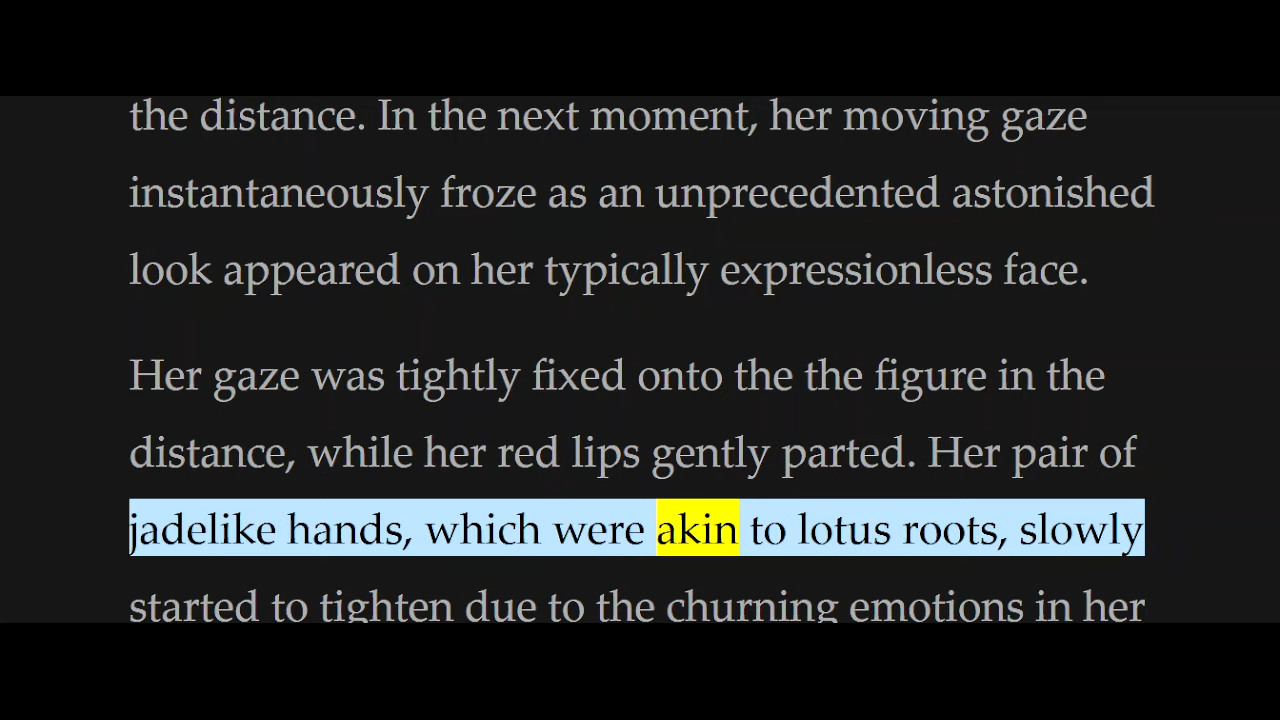 the distance. In the next moment, her moving gaze
instantaneously froze as an unprecedented astonished
look appeared on her typically expressionless face.
Her gaze was tightly fixed onto the the figure in the
distance, while her red lips gently parted. Her pair of
jadelike hands, which were akin to lotus roots, slowly
started to tighten due to the churning emotions in her